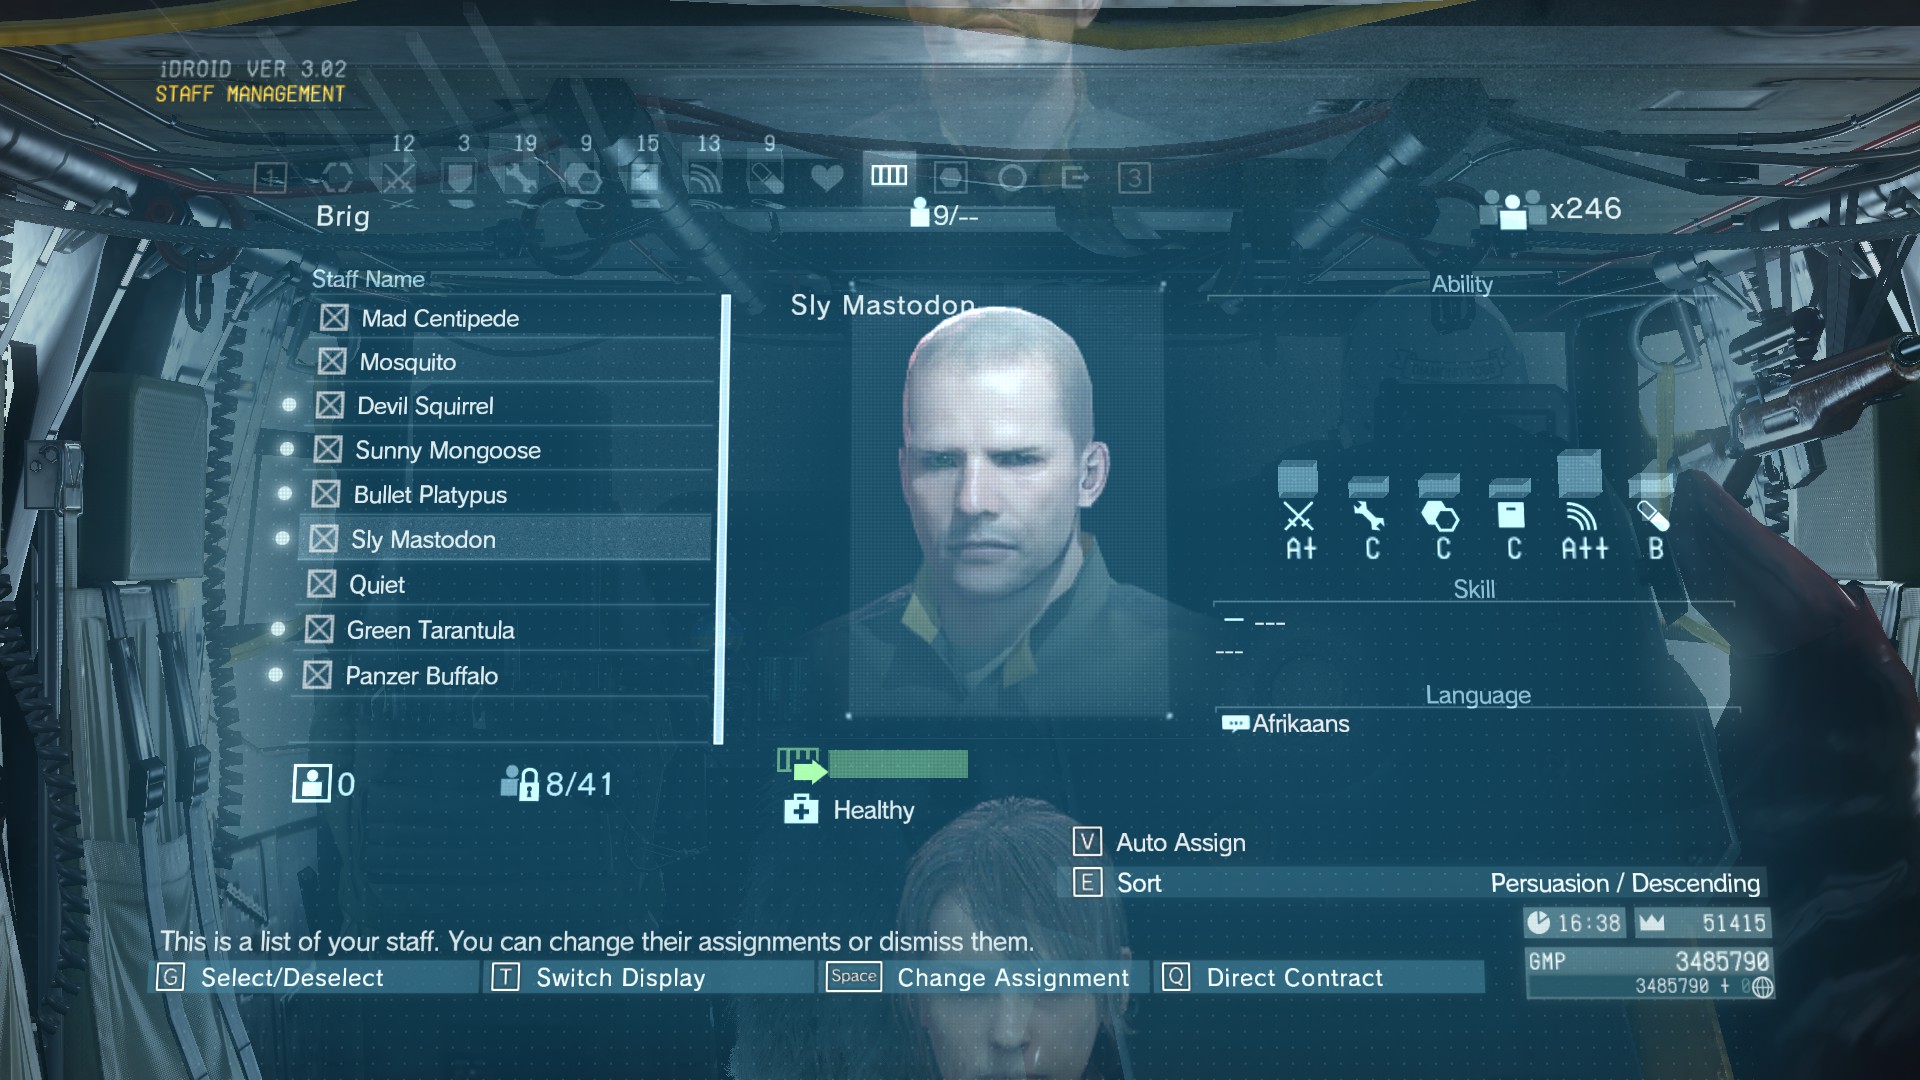 iDROID VER 3.02
STAFF MANAGEMENT
12 3 19 9 15 13 9
1 3
Brig
9/--
x246
Staff Name
Mad Centipede
Mosquito
Devil Squirrel
Sunny Mongoose
Bullet Platypus
Sly Mastodon
Quiet
Green Tarantula
Panzer Buffalo
0
8/41
Sly Mastodon
Healthy
Ability
A+ C C C A++ B
Skill
— ---
---
Language
Afrikaans
V Auto Assign
E Sort Persuasion / Descending
16:38 51415
GMP 3485790
3485790 + 0
This is a list of your staff. You can change their assignments or dismiss them.
G Select/Deselect T Switch Display Space Change Assignment Q Direct Contract